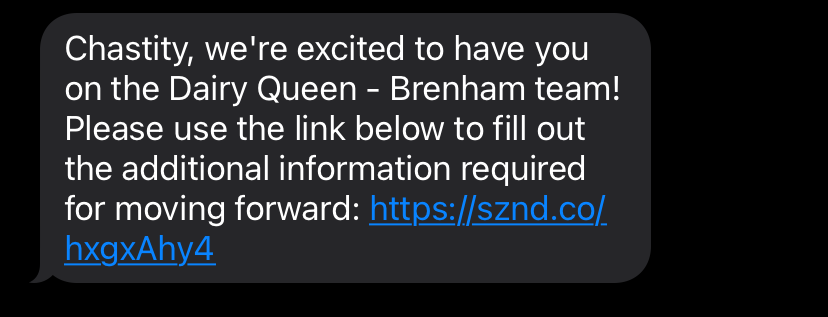 Chastity, we're excited to have you
on the Dairy Queen - Brenham team!
Please use the link below to fill out
the additional information required
for moving forward: https://sznd.co/
hxgxAhy4